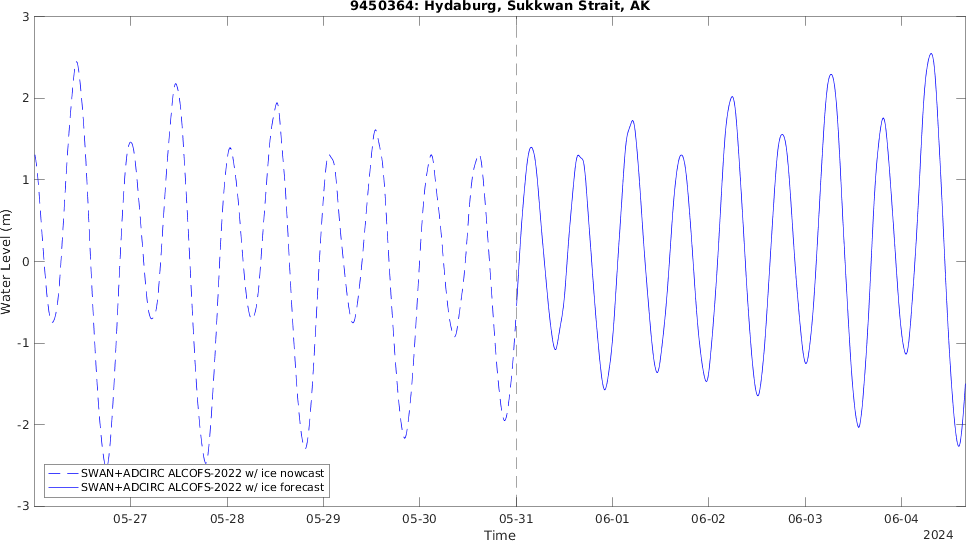 9450364: Hydaburg, Sukkwan Strait, AK
3
2
1
0
-1
-2
-3
Water Level (m)
SWAN+ADCIRC ALCOFS-2022 w/ ice nowcast
SWAN+ADCIRC ALCOFS-2022 w/ ice forecast
05-27 05-28 05-29 05-30 05-31 06-01 06-02 06-03 06-04
Time
2024